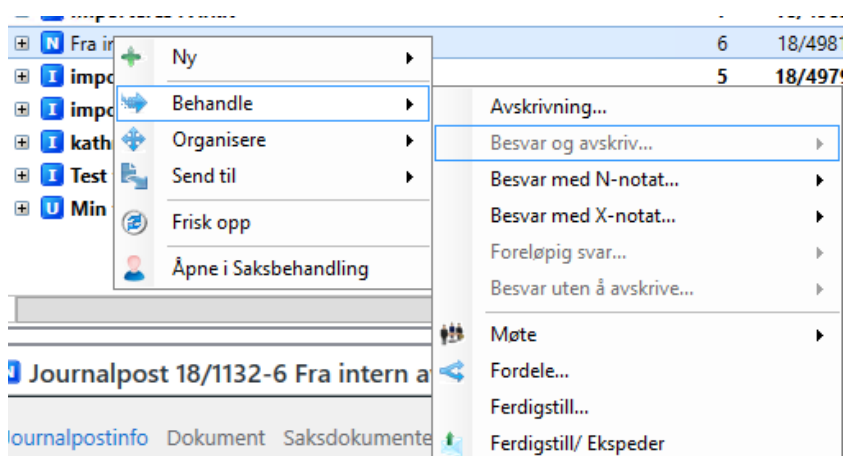 N Fra in 6 18/4981
I impo 5 18/4979
I impo
I kath
I Test
U Min
Ny
Behandle
Organisere
Send til
Frisk opp
Åpne i Saksbehandling
Avskrivning...
Besvar og avskriv...
Besvar med N-notat...
Besvar med X-notat...
Foreløpig svar...
Besvar uten å avskrive...
Møte
Fordele...
Ferdigstill...
Ferdigstill/ Ekspeder
Journalpost 18/1132-6 Fra intern a
Journalpostinfo Dokument Saksdokumente